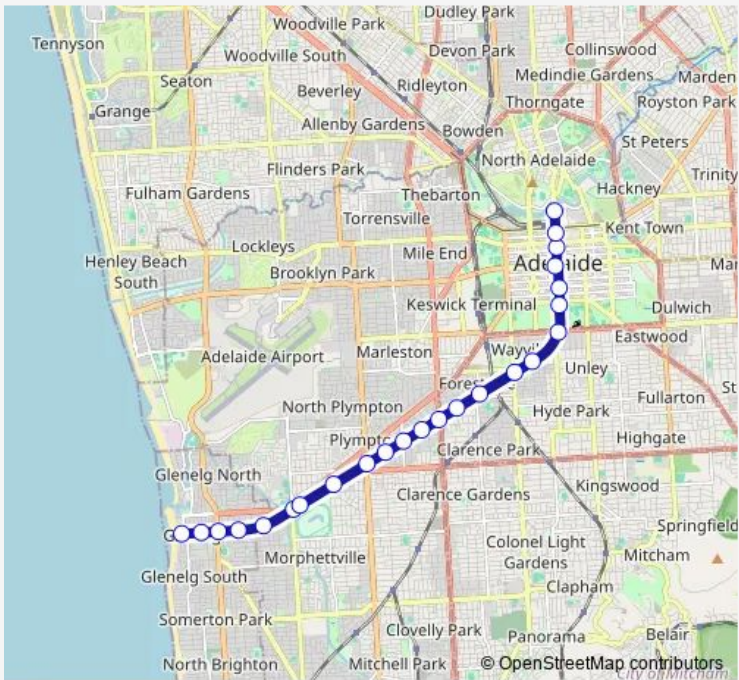 Dudley Park
Woodville Park
Tennyson
Devon Park
Collinswood
Woodville South
Medindie Gardens
Marden
Seaton
Beverley
Ridleyton
Thorngate
Royston Park
Grange
Allenby Gardens
Bowden
St Peters
North Adelaide
Flinders Park
Trinity
Hackney
Fulham Gardens
Thebarton
Torrensville
Kent Town
Lockleys
Mile End
Henley Beach
South
Adelaide
Brooklyn Park
Keswick Terminal
Dulwich
Eastwood
Marleston
Adelaide Airport
Unley
St
Fullarton
North Plympton
Hyde Park
Highgate
Clarence Park
Glenelg North
Kingswood
Clarence Gardens
Springfield
Colonel Light
Gardens
Mitcham
Morphettville
Glenelg South
Clapham
Somerton Park
Clovelly Park
Panorama
Belair
North Brighton
Mitchell Park
© OpenStreetMap contributors
City of Mitcham